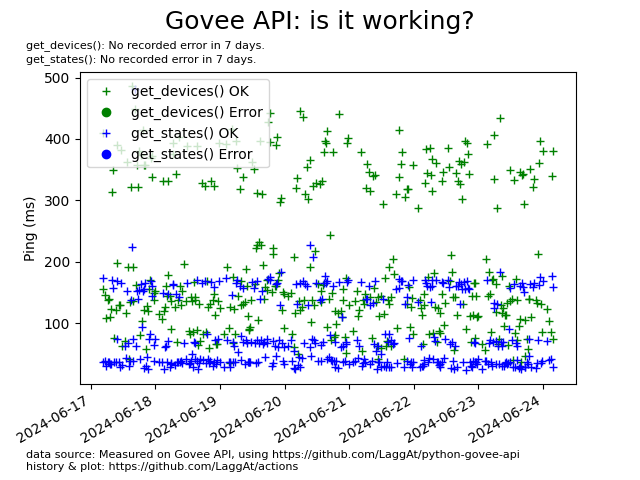 Govee API: is it working?
get_devices(): No recorded error in 7 days.
get_states(): No recorded error in 7 days.
500
400
300
200
100
Ping (ms)
get_devices() OK
get_devices() Error
get_states() OK
get_states() Error
2024-06-17
2024-06-18
2024-06-19
2024-06-20
2024-06-21
2024-06-22
2024-06-23
2024-06-24
data source: Measured on Govee API, using https://github.com/LaggAt/python-govee-api
history & plot: https://github.com/LaggAt/actions